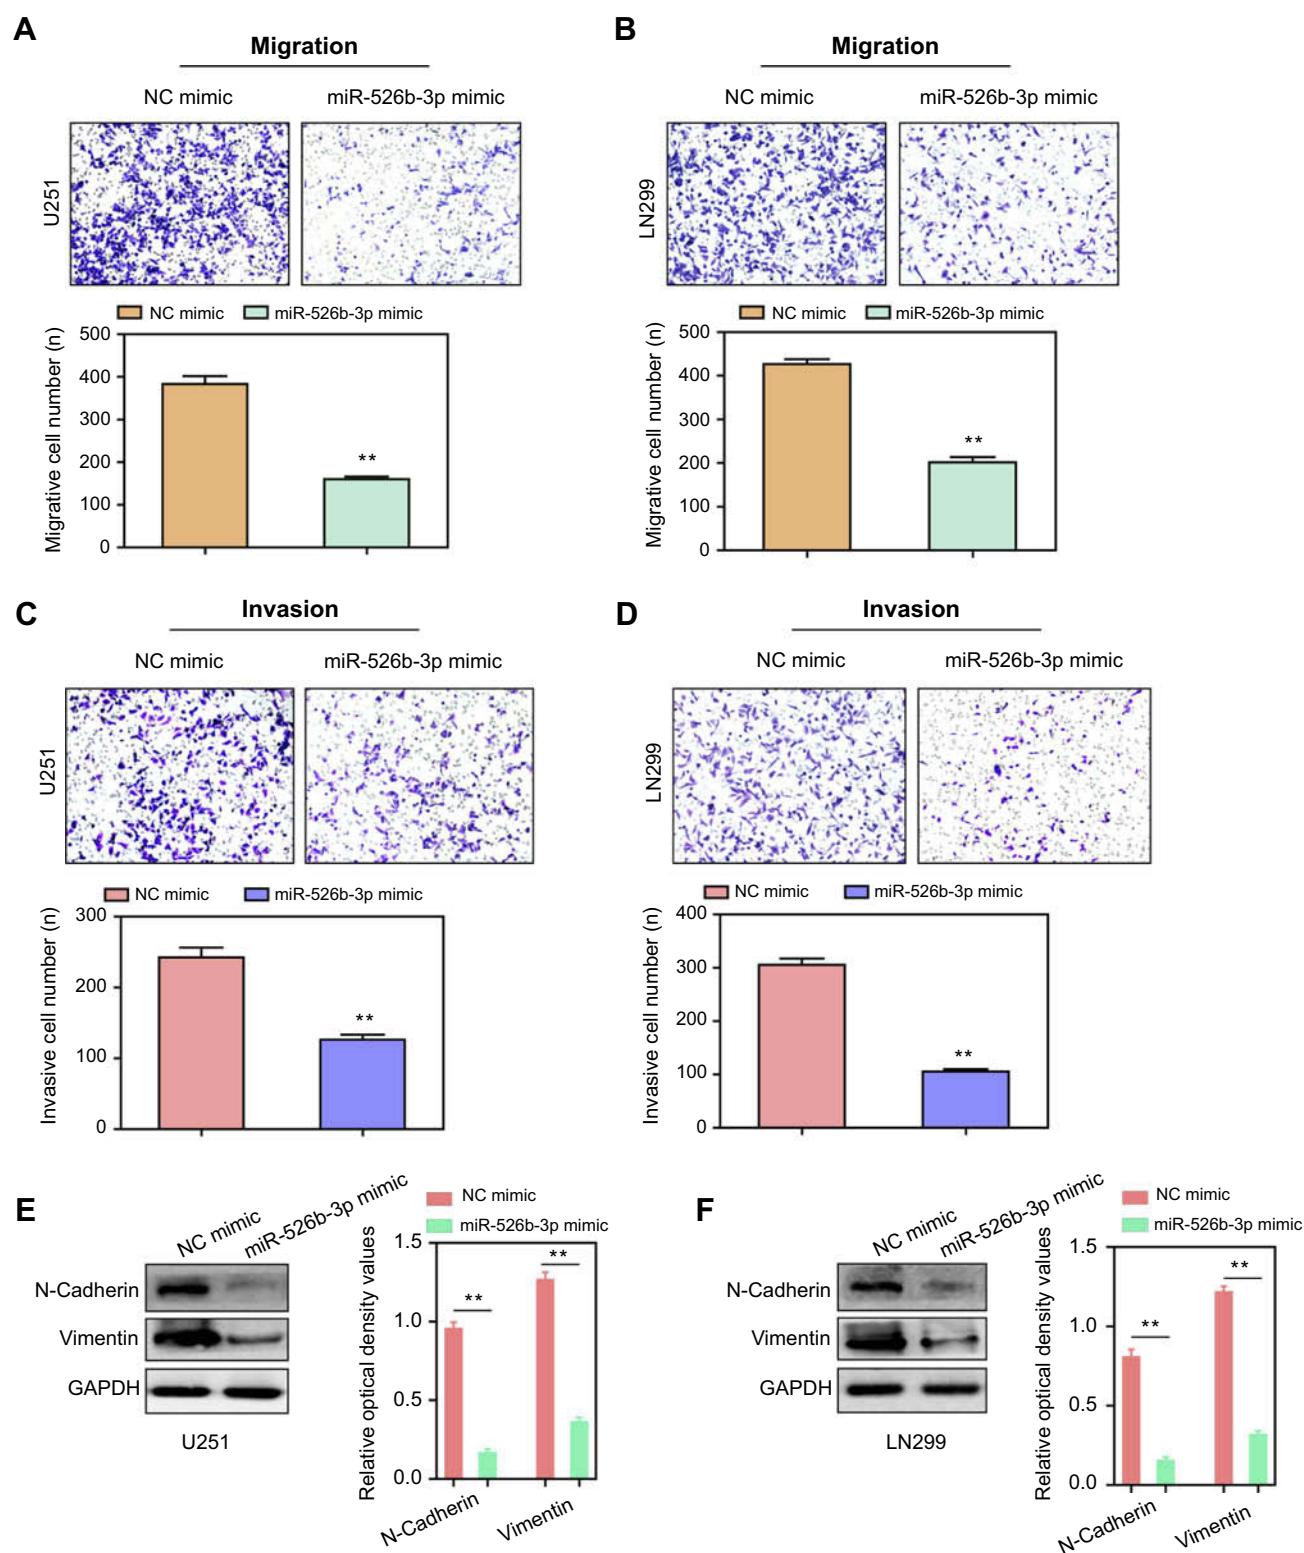 A
Migration
NC mimic
miR-526b-3p mimic
U251
NC mimic
miR-526b-3p mimic
Migrative cell number (n)
500
400
300
200
100
0
**
B
Migration
NC mimic
miR-526b-3p mimic
LN299
NC mimic
miR-526b-3p mimic
Migrative cell number (n)
500
400
300
200
100
0
**
C
Invasion
NC mimic
miR-526b-3p mimic
U251
NC mimic
miR-526b-3p mimic
Invasive cell number (n)
300
200
100
0
**
D
Invasion
NC mimic
miR-526b-3p mimic
LN299
NC mimic
miR-526b-3p mimic
Invasive cell number (n)
400
300
200
100
0
**
E
NC mimic
miR-526b-3p mimic
N-Cadherin
Vimentin
GAPDH
U251
NC mimic
miR-526b-3p mimic
Relative optical density values
1.5
1.0
0.5
0.0
**
**
N-Cadherin
Vimentin
F
NC mimic
miR-526b-3p mimic
N-Cadherin
Vimentin
GAPDH
LN299
NC mimic
miR-526b-3p mimic
Relative optical density values
1.5
1.0
0.5
0.0
**
**
N-Cadherin
Vimentin